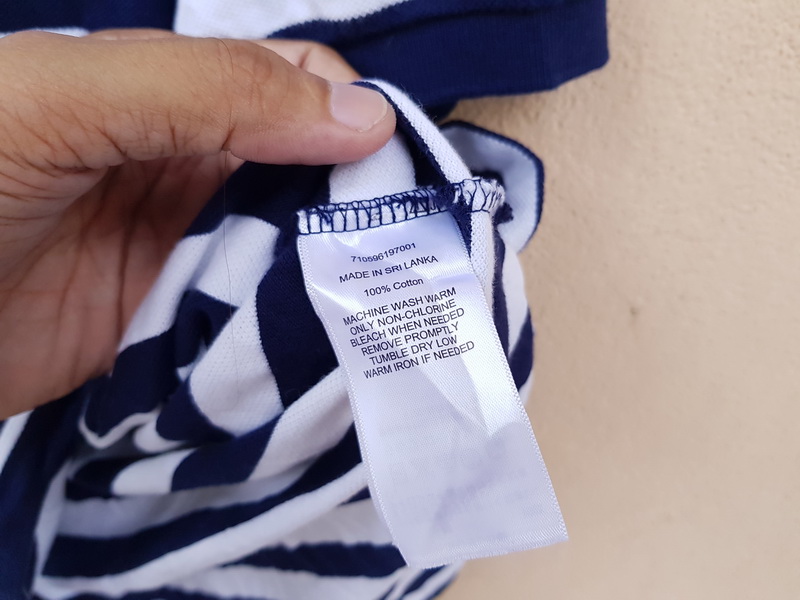 710596197001
MADE IN SRI LANKA
100% Cotton
MACHINE WASH WARM
ONLY NON-CHLORINE
BLEACH WHEN NEEDED
REMOVE PROMPTLY
TUMBLE DRY LOW
WARM IRON IF NEEDED